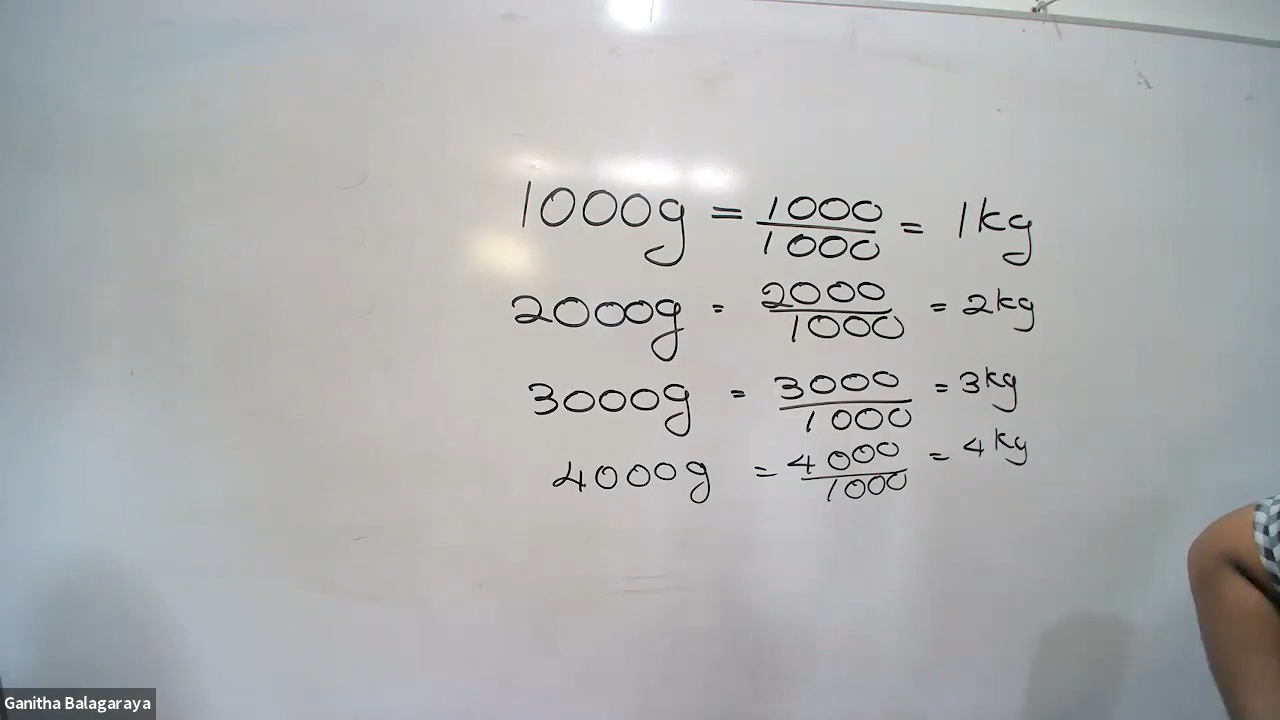 1000g = 1000/1000 = 1kg
2000g = 2000/1000 = 2kg
3000g = 3000/1000 = 3kg
4000g = 4000/1000 = 4kg
Ganitha Balagaraya